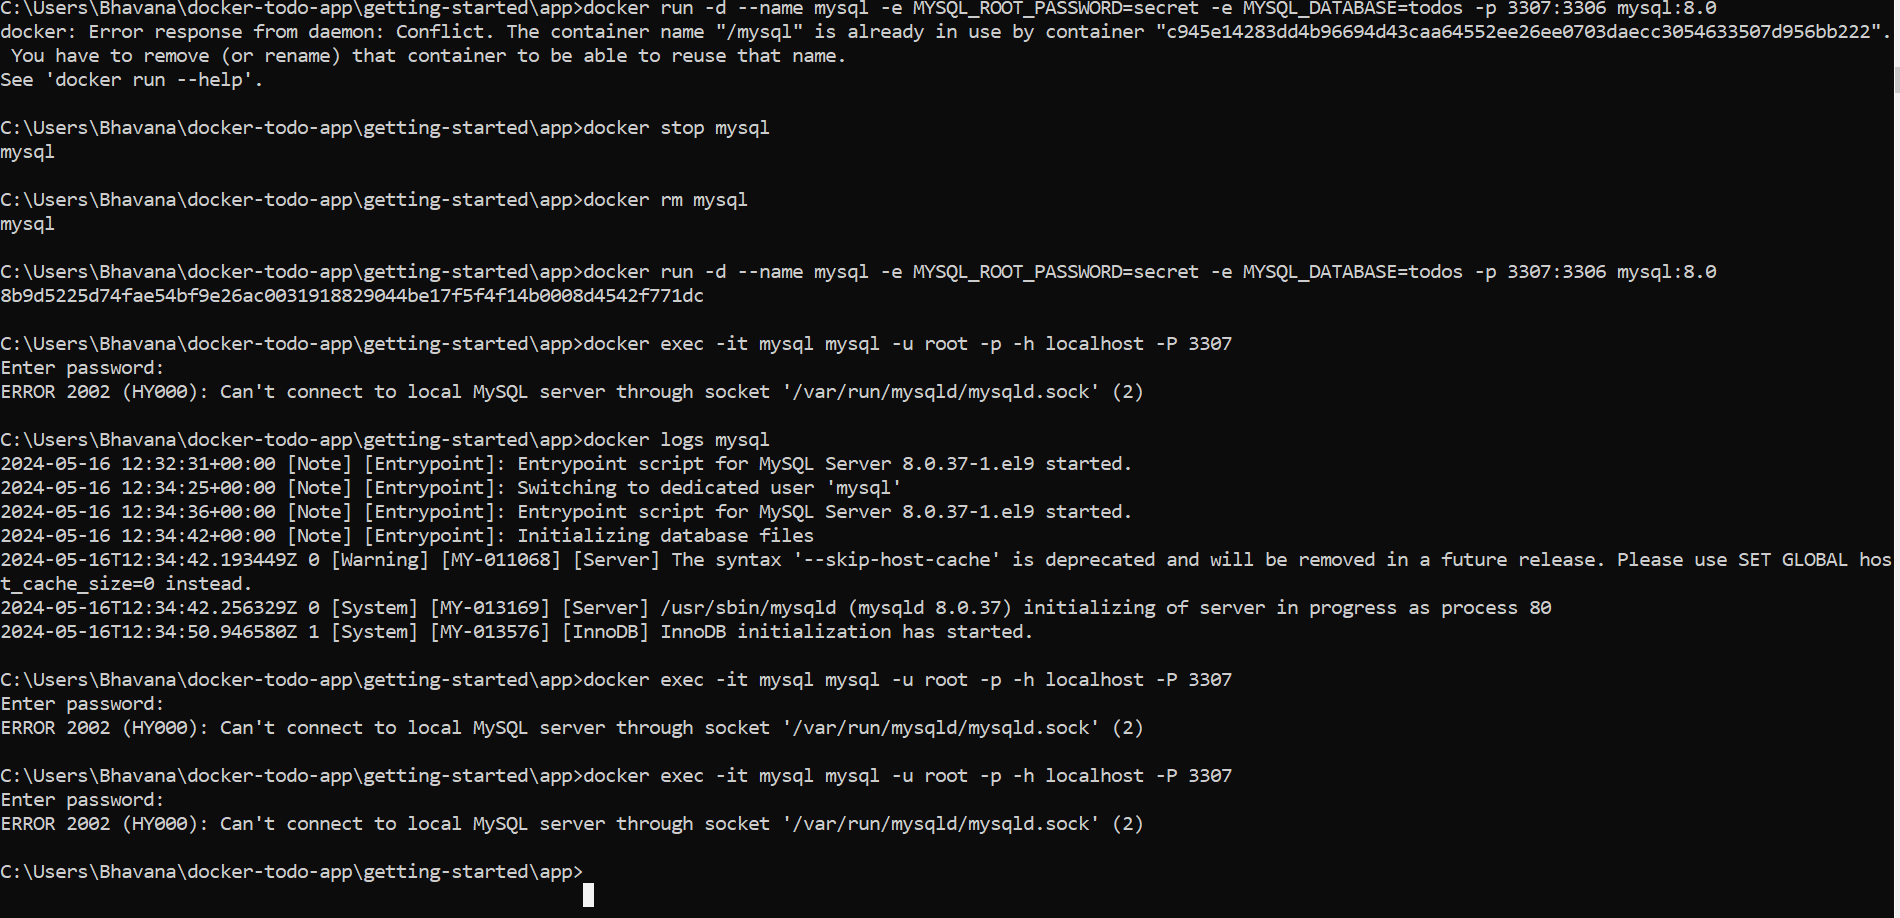 C:\Users\Bhavana\docker-todo-app\getting-started\app>docker run -d --name mysql -e MYSQL_ROOT_PASSWORD=secret -e MYSQL_DATABASE=todos -p 3307:3306 mysql:8.0
docker: Error response from daemon: Conflict. The container name "/mysql" is already in use by container "c945e14283dd4b96694d43caa64552ee26ee0703daecc3054633507d956bb222".
 You have to remove (or rename) that container to be able to reuse that name.
See 'docker run --help'.
C:\Users\Bhavana\docker-todo-app\getting-started\app>docker stop mysql
mysql
C:\Users\Bhavana\docker-todo-app\getting-started\app>docker rm mysql
mysql
C:\Users\Bhavana\docker-todo-app\getting-started\app>docker run -d --name mysql -e MYSQL_ROOT_PASSWORD=secret -e MYSQL_DATABASE=todos -p 3307:3306 mysql:8.0
8b9d5225d74fae54bf9e26ac0031918829044be17f5f4f14b0008d4542f771dc
C:\Users\Bhavana\docker-todo-app\getting-started\app>docker exec -it mysql mysql -u root -p -h localhost -P 3307
Enter password:
ERROR 2002 (HY000): Can't connect to local MySQL server through socket '/var/run/mysqld/mysqld.sock' (2)
C:\Users\Bhavana\docker-todo-app\getting-started\app>docker logs mysql
2024-05-16 12:32:31+00:00 [Note] [Entrypoint]: Entrypoint script for MySQL Server 8.0.37-1.el9 started.
2024-05-16 12:34:25+00:00 [Note] [Entrypoint]: Switching to dedicated user 'mysql'
2024-05-16 12:34:36+00:00 [Note] [Entrypoint]: Entrypoint script for MySQL Server 8.0.37-1.el9 started.
2024-05-16 12:34:42+00:00 [Note] [Entrypoint]: Initializing database files
2024-05-16T12:34:42.193449Z 0 [Warning] [MY-011068] [Server] The syntax '--skip-host-cache' is deprecated and will be removed in a future release. Please use SET GLOBAL hos
t_cache_size=0 instead.
2024-05-16T12:34:42.256329Z 0 [System] [MY-013169] [Server] /usr/sbin/mysqld (mysqld 8.0.37) initializing of server in progress as process 80
2024-05-16T12:34:50.946580Z 1 [System] [MY-013576] [InnoDB] InnoDB initialization has started.
C:\Users\Bhavana\docker-todo-app\getting-started\app>docker exec -it mysql mysql -u root -p -h localhost -P 3307
Enter password:
ERROR 2002 (HY000): Can't connect to local MySQL server through socket '/var/run/mysqld/mysqld.sock' (2)
C:\Users\Bhavana\docker-todo-app\getting-started\app>docker exec -it mysql mysql -u root -p -h localhost -P 3307
Enter password:
ERROR 2002 (HY000): Can't connect to local MySQL server through socket '/var/run/mysqld/mysqld.sock' (2)
C:\Users\Bhavana\docker-todo-app\getting-started\app>